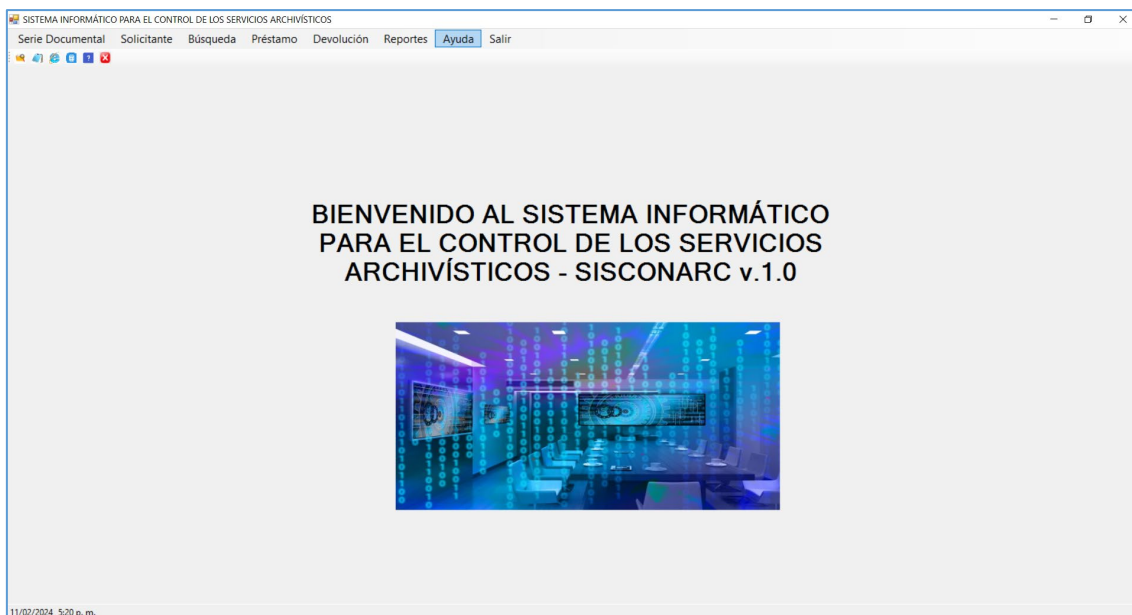 SISTEMA INFORMÁTICO PARA EL CONTROL DE LOS SERVICIOS ARCHIVÍSTICOS
Serie Documental Solicitante Búsqueda Préstamo Devolución Reportes Ayuda Salir
BIENVENIDO AL SISTEMA INFORMÁTICO
PARA EL CONTROL DE LOS SERVICIOS
ARCHIVÍSTICOS - SISCONARC v.1.0
11/02/2024 5:20 p. m.